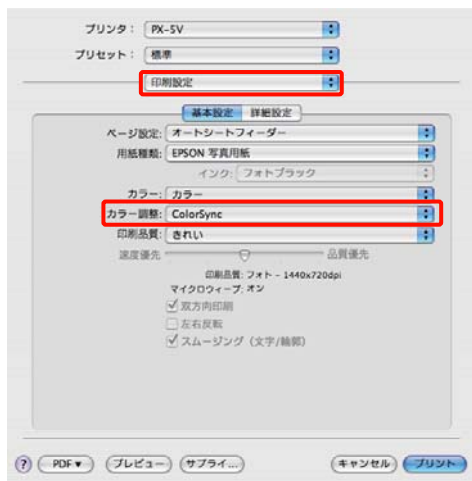 プリンタ： PX-5V
プリセット： 標準
印刷設定
基本設定 詳細設定
ページ設定: オートシートフィーダー
用紙種類: EPSON 写真用紙
インク: フォトブラック
カラー: カラー
カラー調整: ColorSync
印刷品質: きれい
速度優先 品質優先
印刷品質: フォト - 1440x720dpi
マイクロウィーブ: オン
双方向印刷
左右反転
スムージング（文字/輪郭）
? PDF▼ プレビュー サプライ... キャンセル プリント